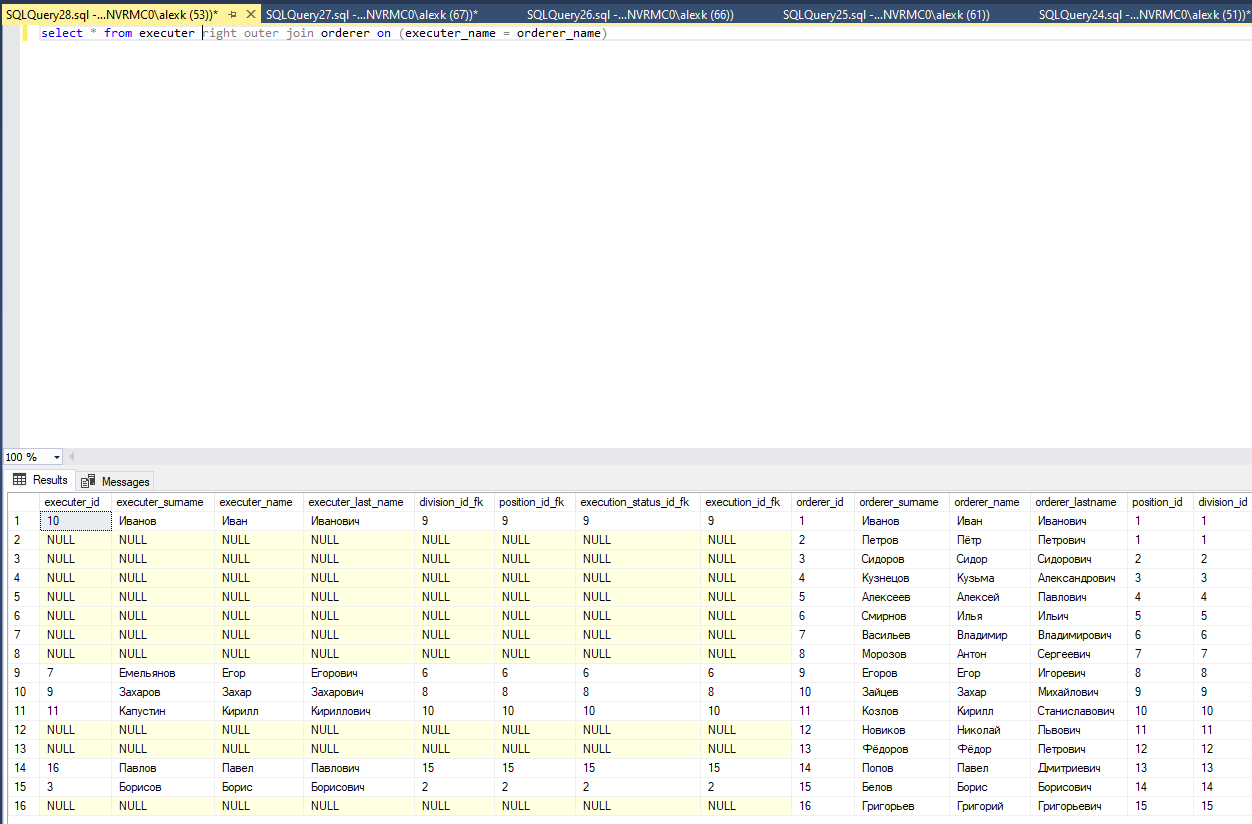 SQLQuery28.sql -...NVRMC0\alexk (53))* SQLQuery27.sql -...NVRMC0\alexk (67))* SQLQuery26.sql -...NVRMC0\alexk (66)) SQLQuery25.sql -...NVRMC0\alexk (61)) SQLQuery24.sql -...NVRMC0\alexk (51))*
select * from executer right outer join orderer on (executer_name = orderer_name)
100 %
Results Messages
executer_id executer_surname executer_name executer_last_name division_id_fk position_id_fk execution_status_id_fk execution_id_fk orderer_id orderer_surname orderer_name orderer_lastname position_id division_id
1 10 Иванов Иван Иванович 9 9 9 9 1 Иванов Иван Иванович 1 1
2 NULL NULL NULL NULL NULL NULL NULL NULL 2 Петров Пётр Петрович 1 1
3 NULL NULL NULL NULL NULL NULL NULL NULL 3 Сидоров Сидор Сидорович 2 2
4 NULL NULL NULL NULL NULL NULL NULL NULL 4 Кузнецов Кузьма Александрович 3 3
5 NULL NULL NULL NULL NULL NULL NULL NULL 5 Алексеев Алексей Павлович 4 4
6 NULL NULL NULL NULL NULL NULL NULL NULL 6 Смирнов Илья Ильич 5 5
7 NULL NULL NULL NULL NULL NULL NULL NULL 7 Васильев Владимир Владимирович 6 6
8 NULL NULL NULL NULL NULL NULL NULL NULL 8 Морозов Антон Сергеевич 7 7
9 7 Емельянов Егор Егорович 6 6 6 6 9 Егоров Егор Игоревич 8 8
10 9 Захаров Захар Захарович 8 8 8 8 10 Зайцев Захар Михайлович 9 9
11 11 Капустин Кирилл Кириллович 10 10 10 10 11 Козлов Кирилл Станиславович 10 10
12 NULL NULL NULL NULL NULL NULL NULL NULL 12 Новиков Николай Львович 11 11
13 NULL NULL NULL NULL NULL NULL NULL NULL 13 Фёдоров Фёдор Петрович 12 12
14 16 Павлов Павел Павлович 15 15 15 15 14 Попов Павел Дмитриевич 13 13
15 3 Борисов Борис Борисович 2 2 2 2 15 Белов Борис Борисович 14 14
16 NULL NULL NULL NULL NULL NULL NULL NULL 16 Григорьев Григорий Григорьевич 15 15